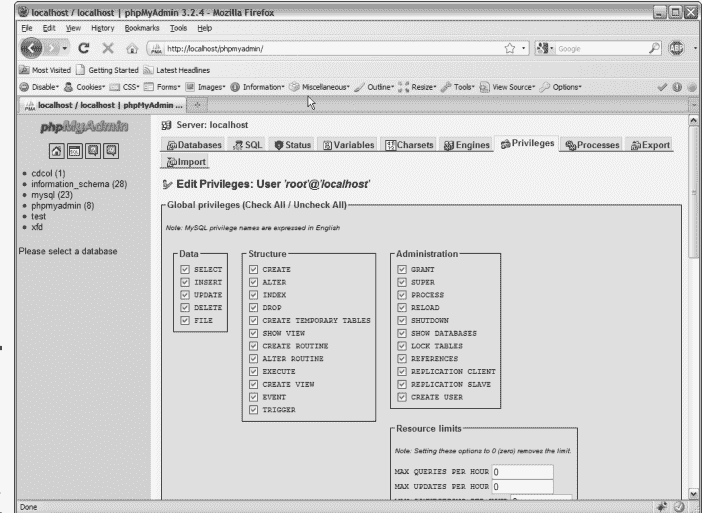 localhost / localhost | phpMyAdmin 3.2.4 - Mozilla Firefox
File Edit View History Bookmarks Tools Help
http://localhost/phpmyadmin/
Google
ABP
Most Visited Getting Started Latest Headlines
Disable Cookies CSS Forms Images Information Miscellaneous Outline Resize Tools View Source Options
localhost / localhost | phpMyAdmin ...
phpMyAdmin
SQL
cdcol (1)
information_schema (28)
mysql (23)
phpmyadmin (8)
test
xfd
Please select a database
Server: localhost
Databases SQL Status Variables Charsets Engines Privileges Processes Export
Import
Edit Privileges: User 'root'@'localhost'
Global privileges (Check All / Uncheck All)
Note: MySQL privilege names are expressed in English
Data
SELECT
INSERT
UPDATE
DELETE
FILE
Structure
CREATE
ALTER
INDEX
DROP
CREATE TEMPORARY TABLES
SHOW VIEW
CREATE ROUTINE
ALTER ROUTINE
EXECUTE
CREATE VIEW
EVENT
TRIGGER
Administration
GRANT
SUPER
PROCESS
RELOAD
SHUTDOWN
SHOW DATABASES
LOCK TABLES
REFERENCES
REPLICATION CLIENT
REPLICATION SLAVE
CREATE USER
Resource limits
Note: Setting these options to 0 (zero) removes the limit.
MAX QUERIES PER HOUR 0
MAX UPDATES PER HOUR 0
Done